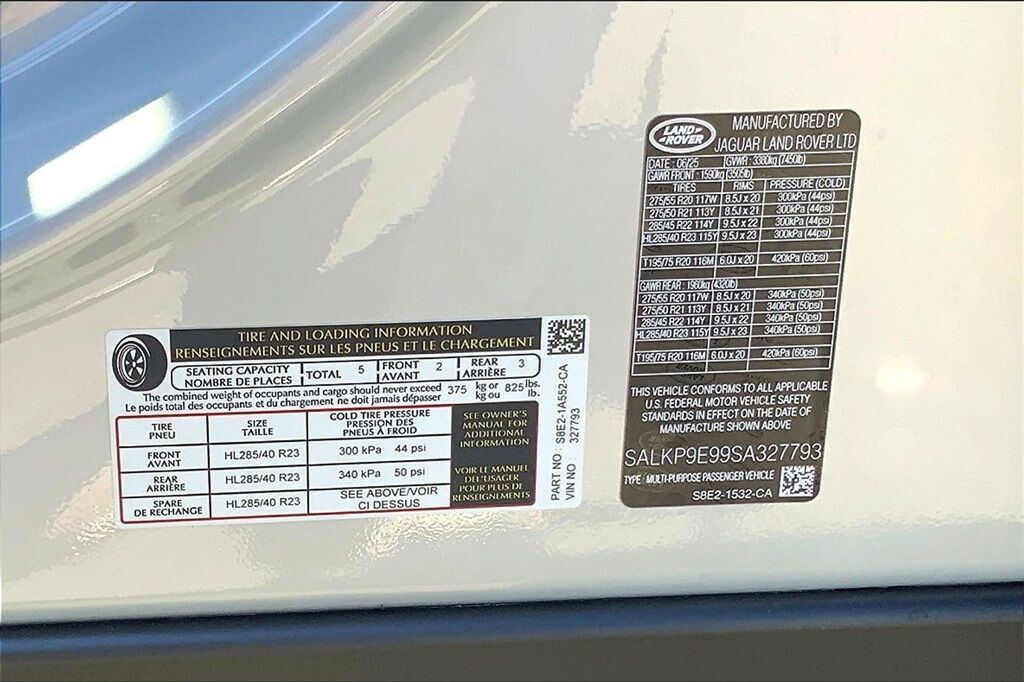 TIRE AND LOADING INFORMATION
RENSEIGNEMENTS SUR LES PNEUS ET LE CHARGEMENT
SEATING CAPACITY
NOMBRE DE PLACES
TOTAL 5
FRONT
AVANT 2
REAR
ARRIÈRE 3
The combined weight of occupants and cargo should never exceed 375 kg or 825 lbs.
Le poids total des occupants et du chargement ne doit jamais dépasser kg ou lb.
TIRE
PNEU
SIZE
TAILLE
COLD TIRE PRESSURE
PRESSION DES
PNEUS À FROID
FRONT
AVANT
HL285/40 R23
300 kPa 44 psi
REAR
ARRIÈRE
HL285/40 R23
340 kPa 50 psi
SPARE
DE RECHANGE
HL285/40 R23
SEE ABOVE/VOIR
CI DESSUS
SEE OWNER'S
MANUAL FOR
ADDITIONAL
INFORMATION
VOIR LE MANUEL
DE L'USAGER
POUR PLUS DE
RENSEIGNEMENTS
PART NO : S8E2-1A552-CA
VIN NO : 327793
LAND-
ROVER
MANUFACTURED BY
JAGUAR LAND ROVER LTD
DATE : 06/25 GVWR : 3380kg (7450lb)
GAWR FRONT : 1590kg (3505lb)
TIRES RIMS PRESSURE (COLD)
275/55 R20 117W 8.5J x 20 300kPa (44psi)
275/50 R21 113Y 8.5J x 21 300kPa (44psi)
285/45 R22 114Y 9.5J x 22 300kPa (44psi)
HL285/40 R23 115Y 9.5J x 23 300kPa (44psi)
T195/75 R20 116M 6.0J x 20 420kPa (60psi)
GAWR REAR : 1960kg (4320lb)
275/55 R20 117W 8.5J x 20 340kPa (50psi)
275/50 R21 113Y 8.5J x 21 340kPa (50psi)
285/45 R22 114Y 9.5J x 22 340kPa (50psi)
HL285/40 R23 115Y 9.5J x 23 340kPa (50psi)
T195/75 R20 116M 6.0J x 20 420kPa (60psi)
THIS VEHICLE CONFORMS TO ALL APPLICABLE
U.S. FEDERAL MOTOR VEHICLE SAFETY
STANDARDS IN EFFECT ON THE DATE OF
MANUFACTURE SHOWN ABOVE
SALKP9E99SA327793
TYPE : MULTI-PURPOSE PASSENGER VEHICLE
S8E2-1532-CA